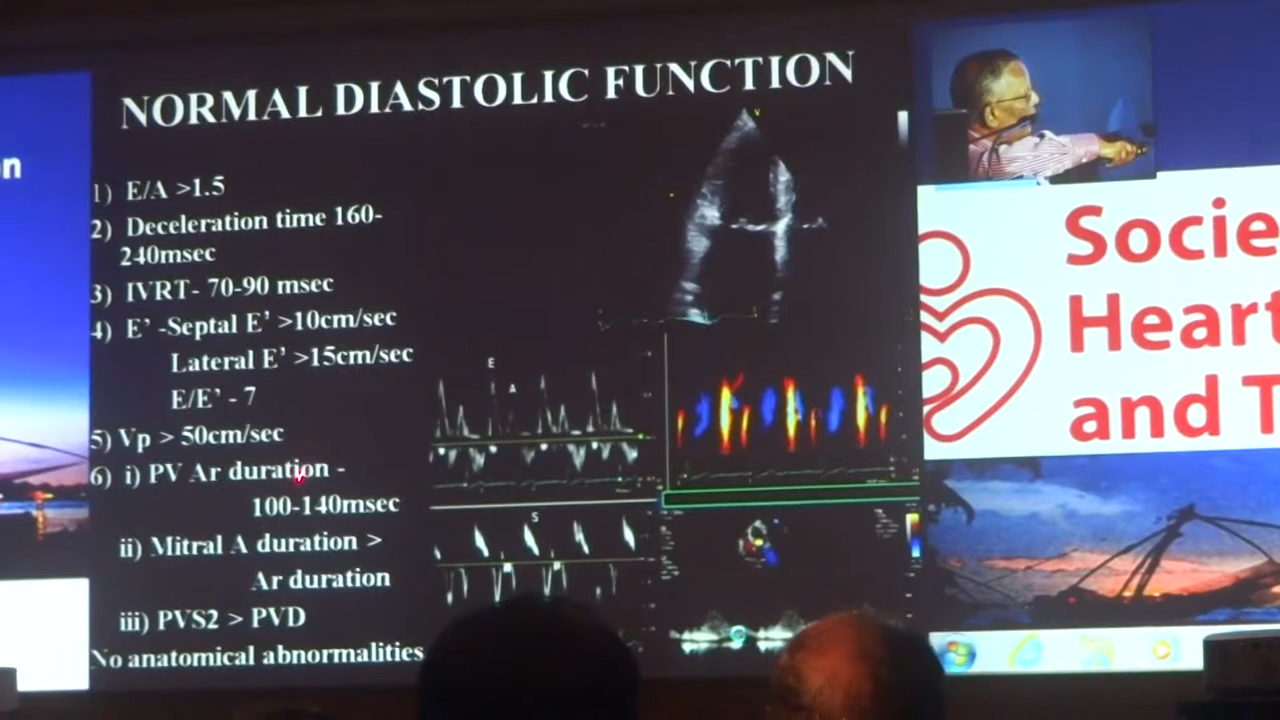 n
NORMAL DIASTOLIC FUNCTION
1) E/A >1.5
2) Deceleration time 160-
240msec
3) IVRT- 70-90 msec
4) E’ -Septal E’ >10cm/sec
Lateral E’ >15cm/sec
E/E’ - 7
5) Vp > 50cm/sec
6) i) PV Ar duration -
100-140msec
ii) Mitral A duration >
Ar duration
iii) PVS2 > PVD
No anatomical abnormalities
V
E
A
S
Socie
Heart
and T